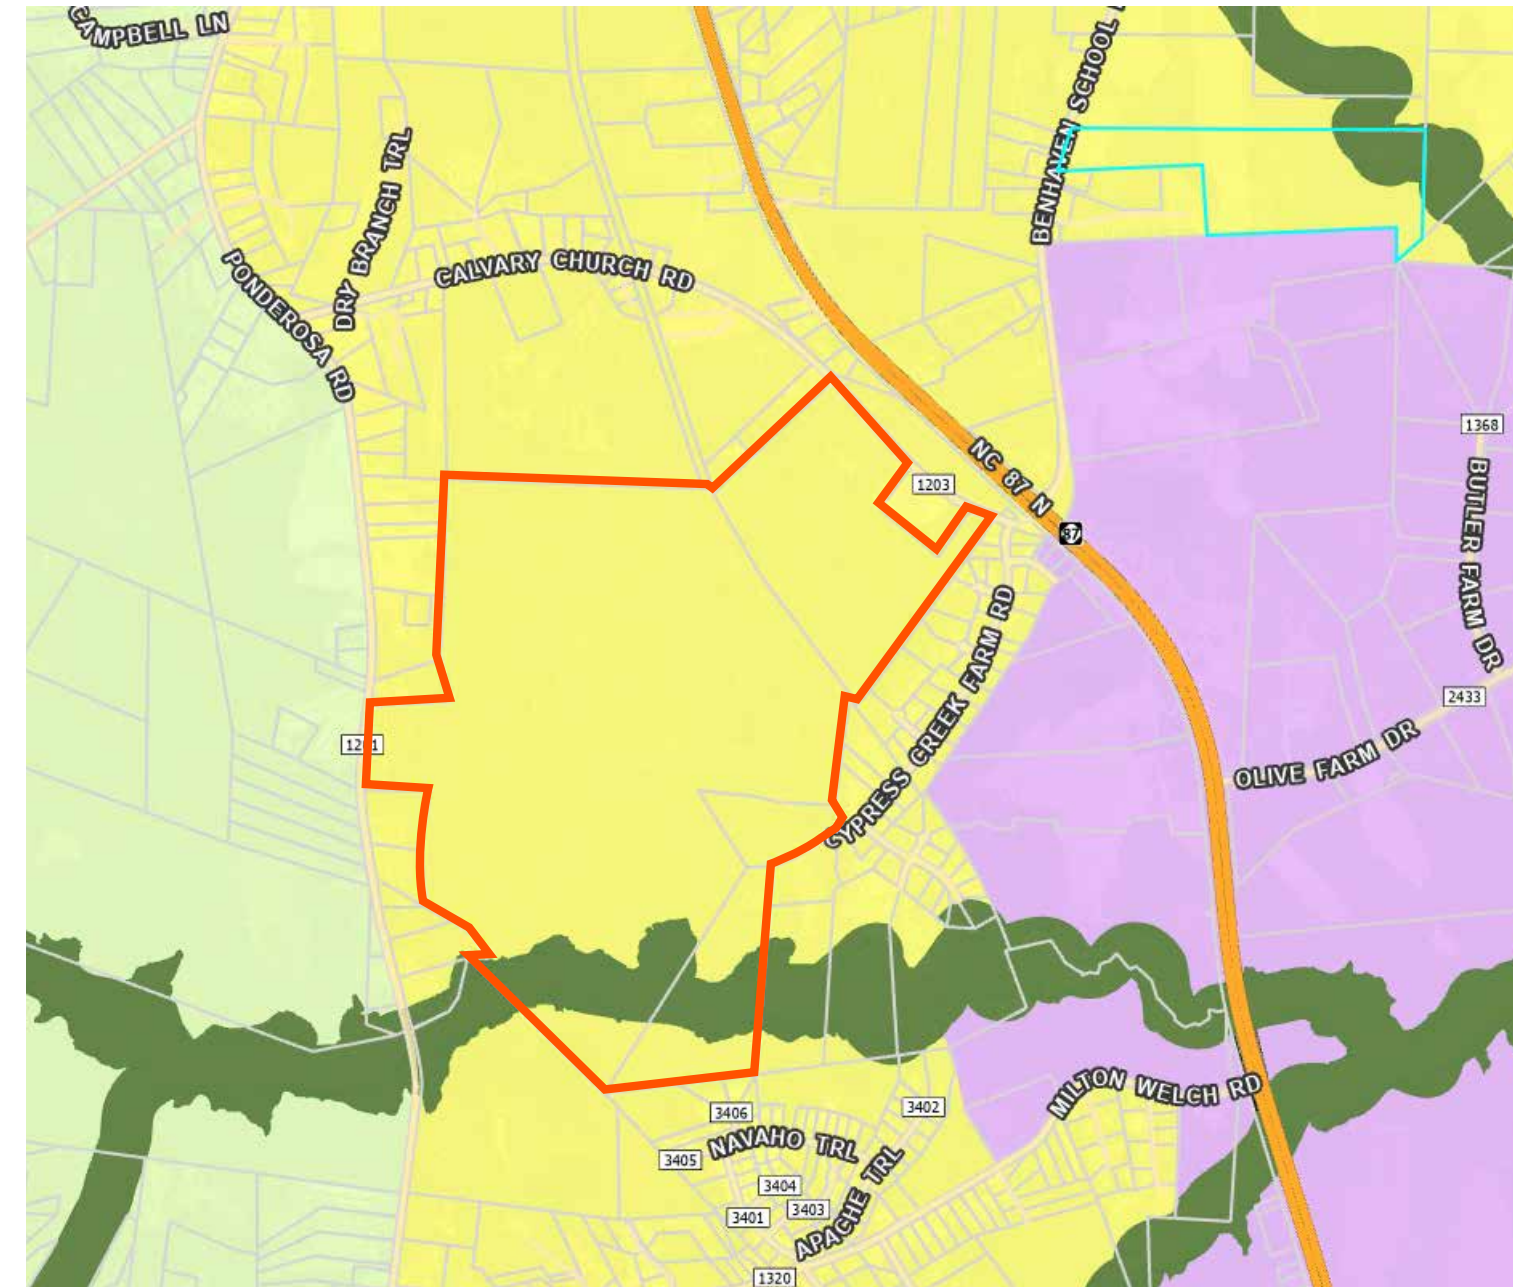 CAMPBELL LN
BENHAVEN SCHOOL
DRY BRANCH TRL
PONDEROSA RD
CALVARY CHURCH RD
1368
NC 87 N
1203
87
BUTLER FARM DR
CYPRESS CREEK FARM RD
2433
OLIVE FARM DR
MILTON WELCH RD
3406
3402
NAVAHO TRL
3405
APACHE TRL
3404
3403
3401
1320